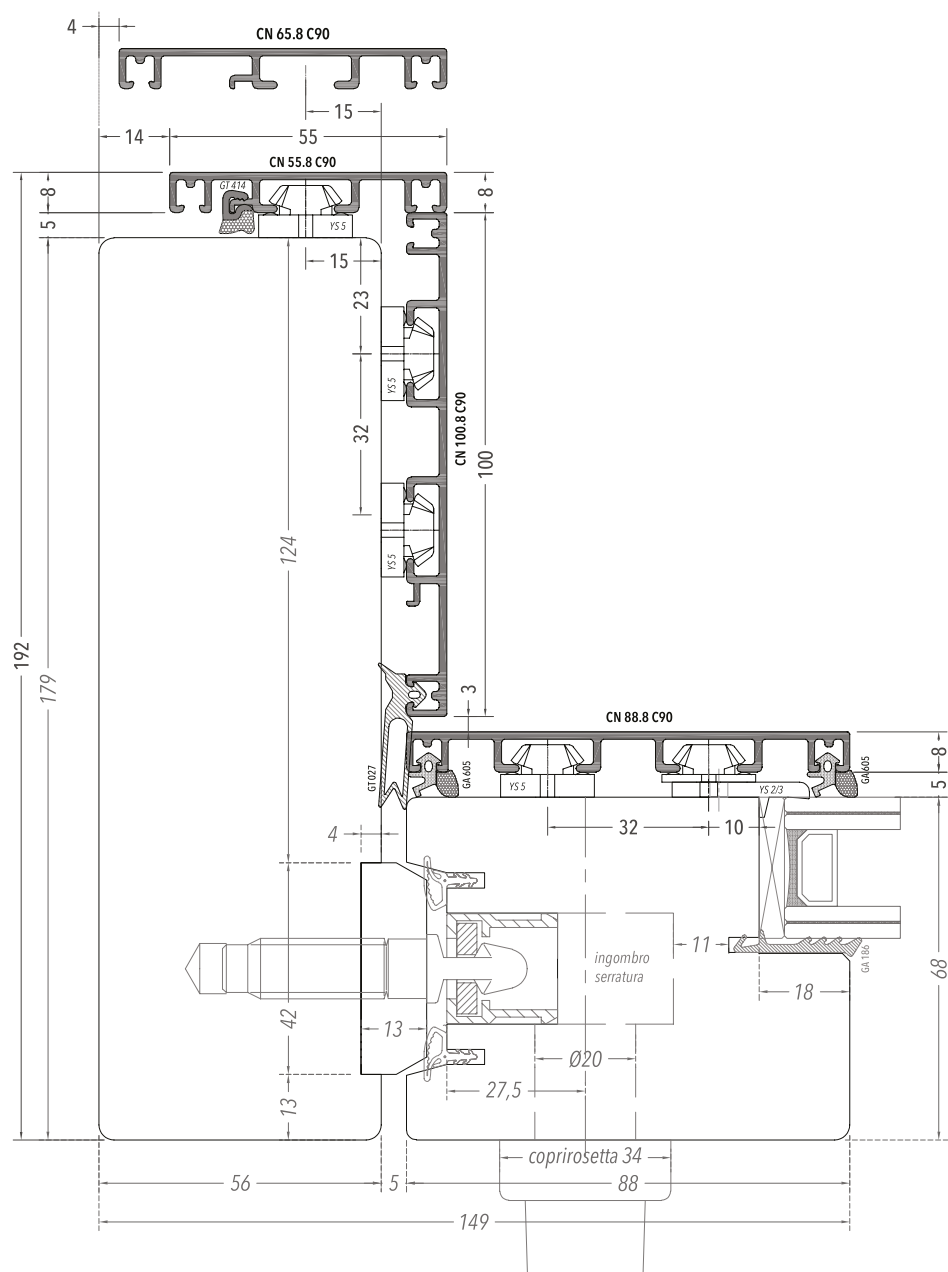 CN 65.8 C90
4
15
14
55
CN 55.8 C90
8
GT 414
8
5
YS 5
15
23
YS 5
32
CN 100.8 C90
100
124
YS 5
192
179
3
CN 88.8 C90
GT 027
GA 605
GA 605
8
YS 5
YS 2/3
5
4
32
10
ingombro
serratura
11
GA 186
18
68
42
13
Ø20
27,5
13
coprirosetta 34
56
5
88
149